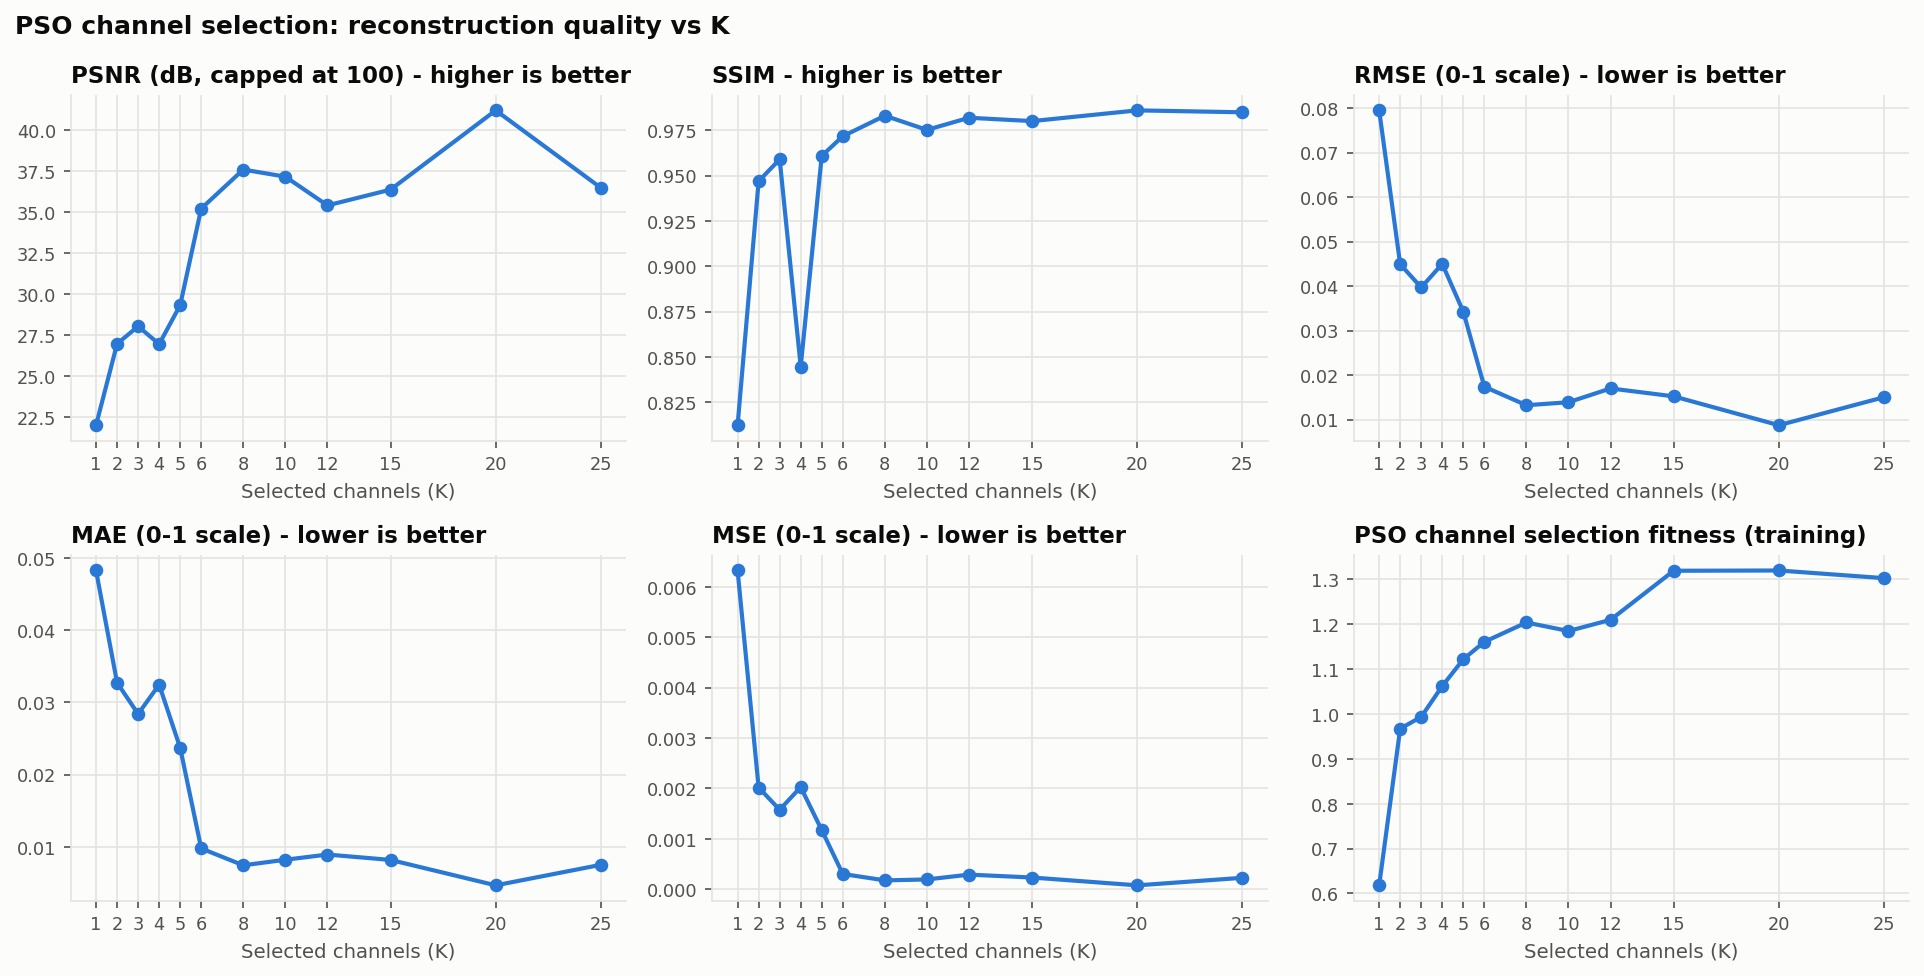 PSO channel selection: reconstruction quality vs K
PSNR (dB, capped at 100) - higher is better
40.0
37.5
35.0
32.5
30.0
27.5
25.0
22.5
1 2 3 4 5 6 8 10 12 15 20 25
Selected channels (K)
SSIM - higher is better
0.975
0.950
0.925
0.900
0.875
0.850
0.825
1 2 3 4 5 6 8 10 12 15 20 25
Selected channels (K)
RMSE (0-1 scale) - lower is better
0.08
0.07
0.06
0.05
0.04
0.03
0.02
0.01
1 2 3 4 5 6 8 10 12 15 20 25
Selected channels (K)
MAE (0-1 scale) - lower is better
0.05
0.04
0.03
0.02
0.01
1 2 3 4 5 6 8 10 12 15 20 25
Selected channels (K)
MSE (0-1 scale) - lower is better
0.006
0.005
0.004
0.003
0.002
0.001
0.000
1 2 3 4 5 6 8 10 12 15 20 25
Selected channels (K)
PSO channel selection fitness (training)
1.3
1.2
1.1
1.0
0.9
0.8
0.7
0.6
1 2 3 4 5 6 8 10 12 15 20 25
Selected channels (K)